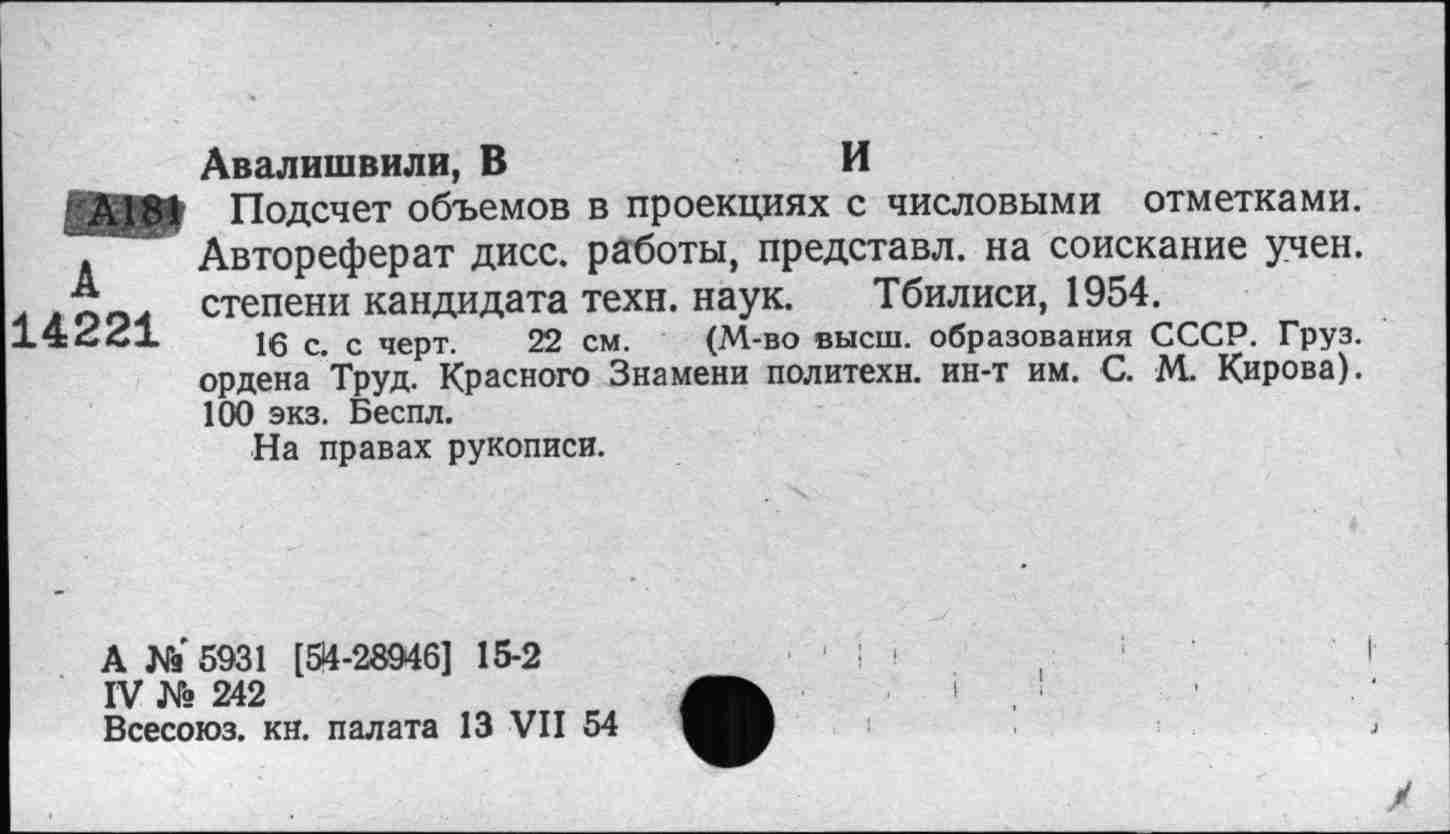 Авалишвили, В И
А181 Подсчет объемов в проекциях с числовыми отметками.
Автореферат дисс. работы, представл. на соискание учен.
А
степени кандидата техн. наук. Тбилиси, 1954.
14221
16 с. с черт. 22 см. (М-во высш. образования СССР. Груз.
ордена Труд. Красного Знамени политехн. ин-т им. С. М. Кирова).
100 экз. Беспл.
На правах рукописи.
А № 5931 [54-28946] 15-2
IV № 242
Всесоюз. кн. палата 13 VII 54